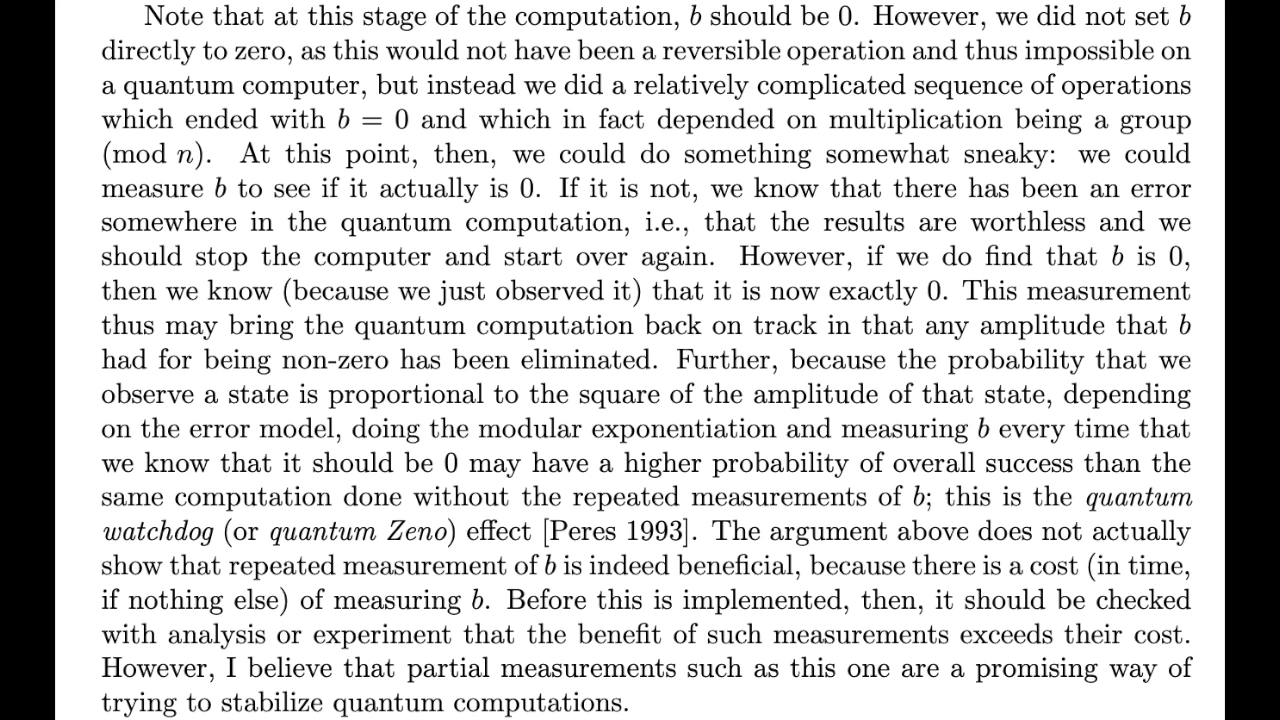 Note that at this stage of the computation, b should be 0. However, we did not set b
directly to zero, as this would not have been a reversible operation and thus impossible on
a quantum computer, but instead we did a relatively complicated sequence of operations
which ended with b = 0 and which in fact depended on multiplication being a group
(mod n). At this point, then, we could do something somewhat sneaky: we could
measure b to see if it actually is 0. If it is not, we know that there has been an error
somewhere in the quantum computation, i.e., that the results are worthless and we
should stop the computer and start over again. However, if we do find that b is 0,
then we know (because we just observed it) that it is now exactly 0. This measurement
thus may bring the quantum computation back on track in that any amplitude that b
had for being non-zero has been eliminated. Further, because the probability that we
observe a state is proportional to the square of the amplitude of that state, depending
on the error model, doing the modular exponentiation and measuring b every time that
we know that it should be 0 may have a higher probability of overall success than the
same computation done without the repeated measurements of b; this is the quantum
watchdog (or quantum Zeno) effect [Peres 1993]. The argument above does not actually
show that repeated measurement of b is indeed beneficial, because there is a cost (in time,
if nothing else) of measuring b. Before this is implemented, then, it should be checked
with analysis or experiment that the benefit of such measurements exceeds their cost.
However, I believe that partial measurements such as this one are a promising way of
trying to stabilize quantum computations.